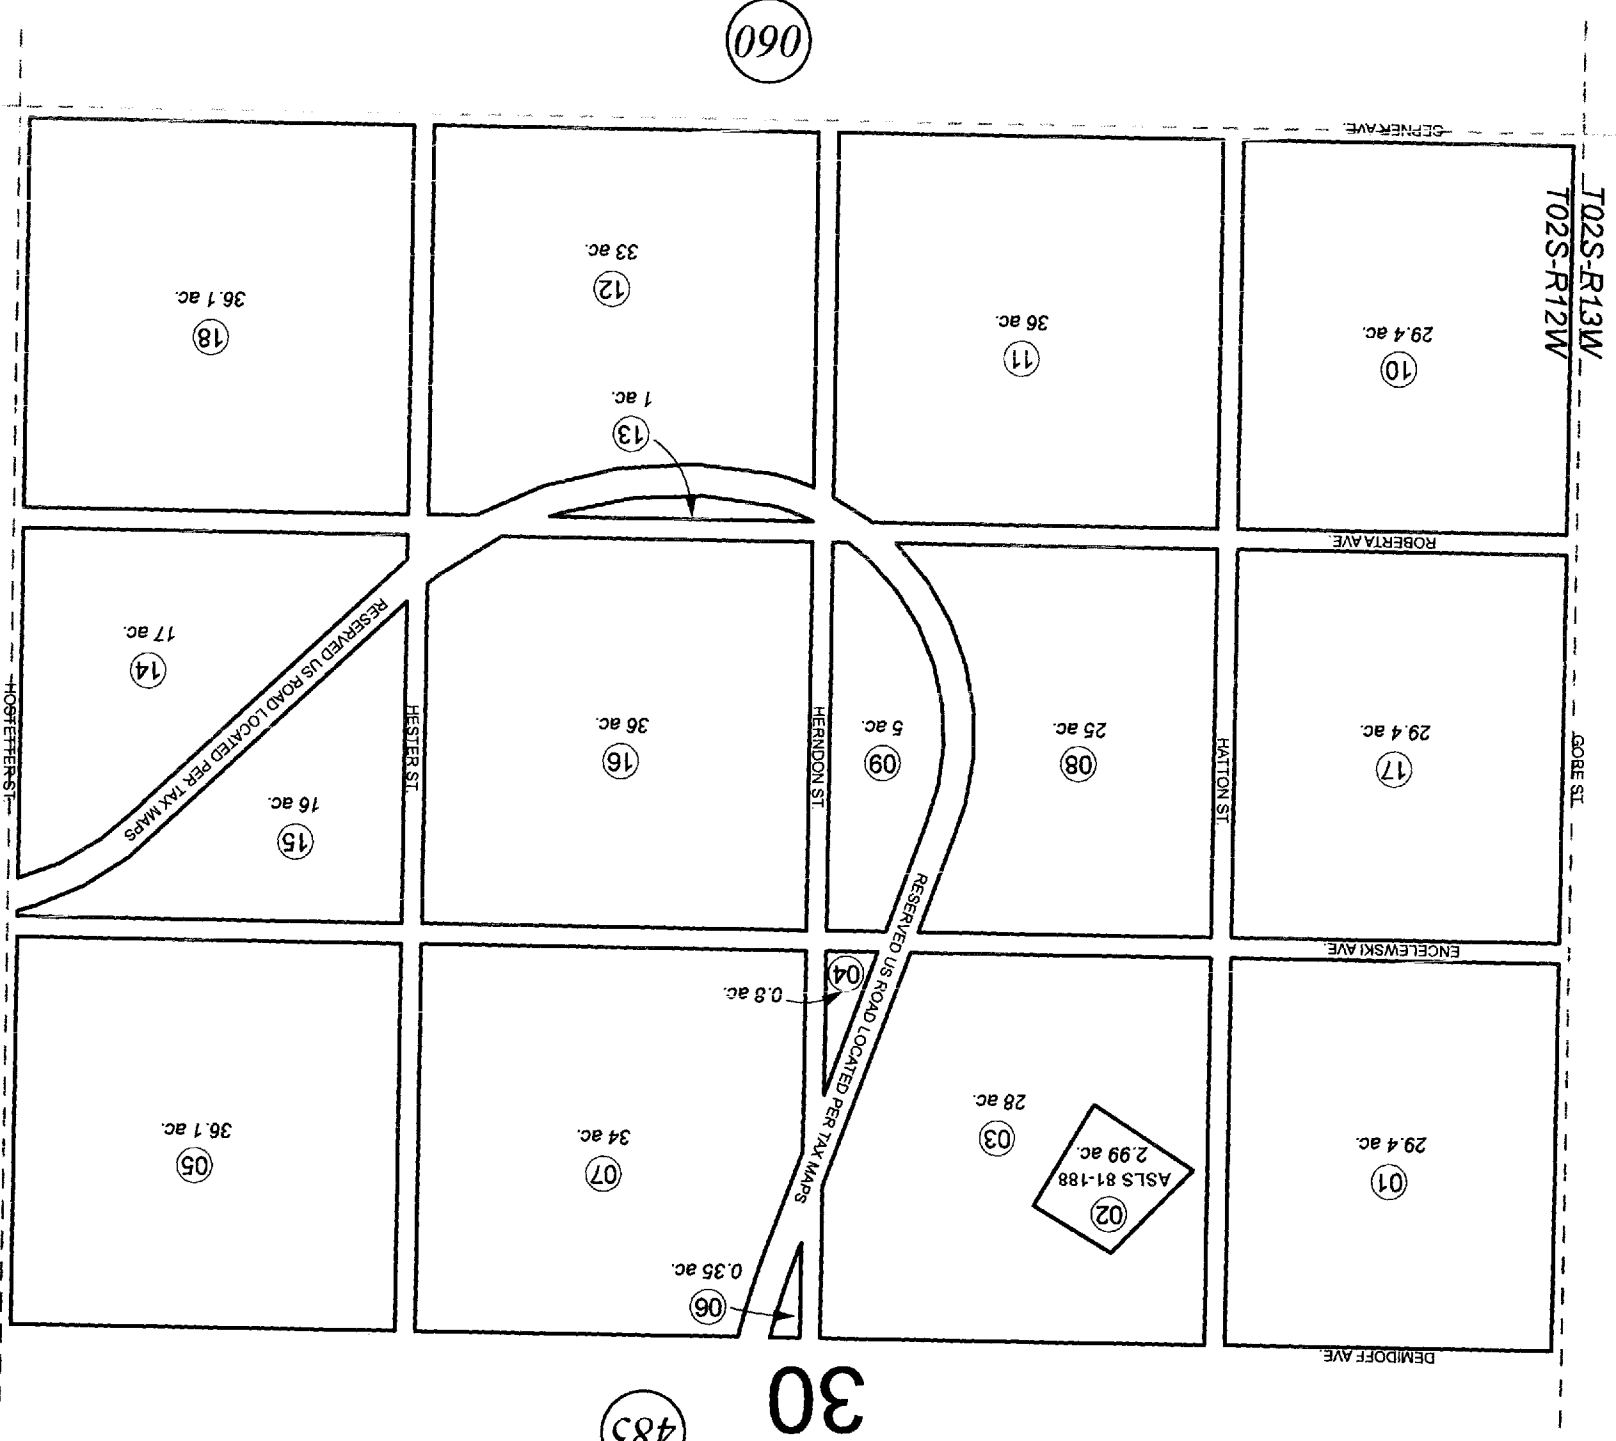 30
DEMIDOFF AVE.
06
0.35 ac.
02
ASLS 81-188
2.99 ac.
01
29.4 ac.
03
28 ac.
07
34 ac.
05
36.1 ac.
RESERVED US ROAD LOCATED PER TAX MAPS
04
0.8 ac.
ENCELEWSKI AVE.
GORE ST.
17
29.4 ac.
HATTON ST.
08
25 ac.
09
5 ac.
HERNDON ST.
16
36 ac.
HESTER ST.
15
16 ac.
RESERVED US ROAD LOCATED PER TAX MAPS
14
17 ac.
HOSTETTER ST.
ROBERTA AVE.
13
1 ac.
10
29.4 ac.
11
36 ac.
12
33 ac.
18
36.1 ac.
T02S-R13W
T02S-R12W
SEPNER AVE.
060